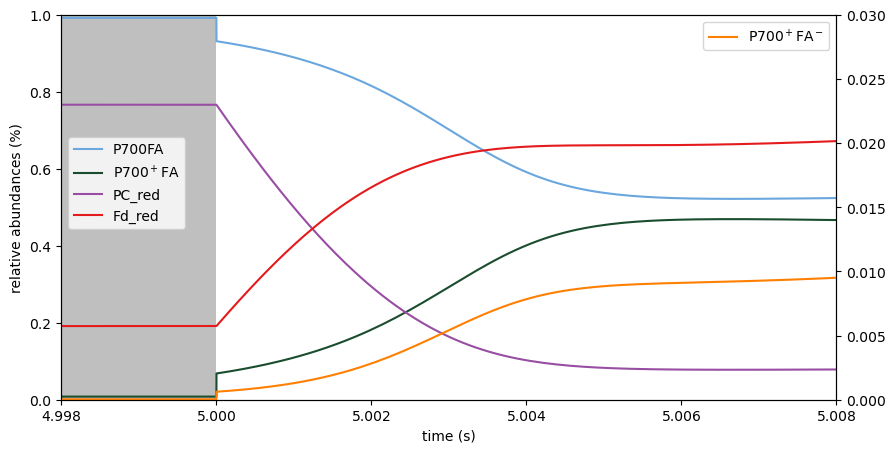 1.0
0.8
0.6
0.4
0.2
0.0
relative abundances (%)
P700FA
P700⁺FA
PC_red
Fd_red
P700⁺FA⁻
0.030
0.025
0.020
0.015
0.010
0.005
0.000
4.998 5.000 5.002 5.004 5.006 5.008
time (s)